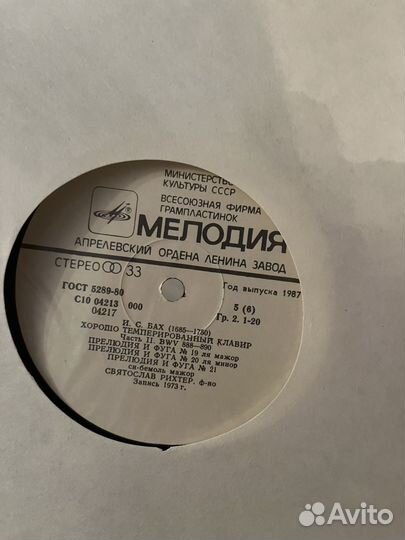 МИНИСТЕРСТВО
КУЛЬТУРЫ СССР
ВСЕСОЮЗНАЯ ФИРМА
ГРАМПЛАСТИНОК
МЕЛОДИЯ
АПРЕЛЕВСКИЙ ОРДЕНА ЛЕНИНА ЗАВОД
СТЕРЕО 33
Год выпуска 1987
ГОСТ 5289-80
С10 04213 000
04217
5 (6)
Гр. 2. 1-20
И. С. БАХ (1685—1750)
ХОРОШО ТЕМПЕРИРОВАННЫЙ КЛАВИР
Часть II. BWV 888—890
ПРЕЛЮДИЯ И ФУГА № 19 ля мажор
ПРЕЛЮДИЯ И ФУГА № 20 ля минор
ПРЕЛЮДИЯ И ФУГА № 21
си-бемоль мажор
СВЯТОСЛАВ РИХТЕР, ф-но
Запись 1973 г.
Avito